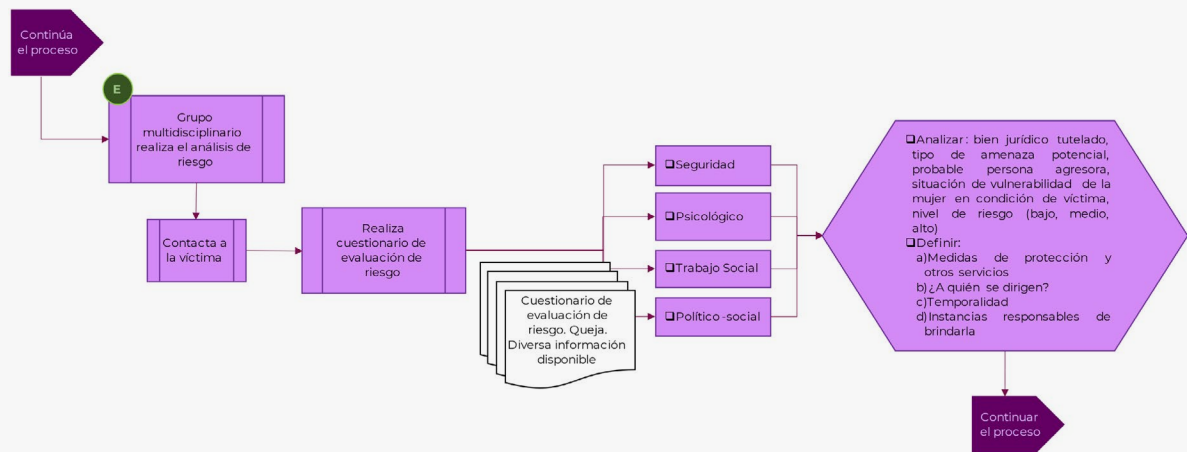 Continúa
el proceso
E
Grupo
multidisciplinario
realiza el análisis de
riesgo
Contacta a
la víctima
Realiza
cuestionario de
evaluación de
riesgo
Cuestionario de
evaluación de
riesgo. Queja.
Diversa información
disponible
❑Seguridad
❑Psicológico
❑Trabajo Social
❑Político-social
❑Analizar: bien jurídico tutelado,
tipo de amenaza potencial,
probable persona agresora,
situación de vulnerabilidad de la
mujer en condición de víctima,
nivel de riesgo (bajo, medio,
alto)
❑Definir:
a)Medidas de protección y
otros servicios
b)¿A quién se dirigen?
c)Temporalidad
d)Instancias responsables de
brindarla
Continuar
el proceso